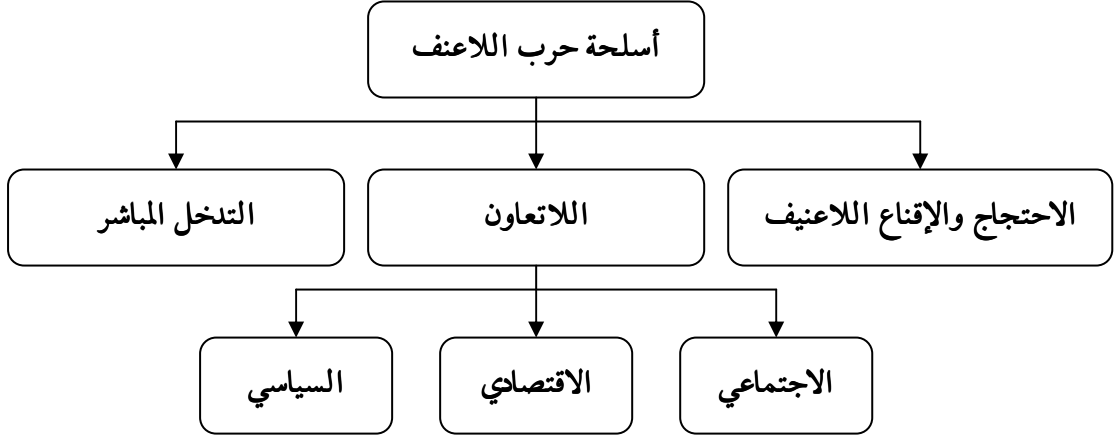 أسلحة حرب اللاعنف
الاحتجاج والإقناع اللاعنيف
اللاتعاون
التدخل المباشر
الاجتماعي
الاقتصادي
السياسي